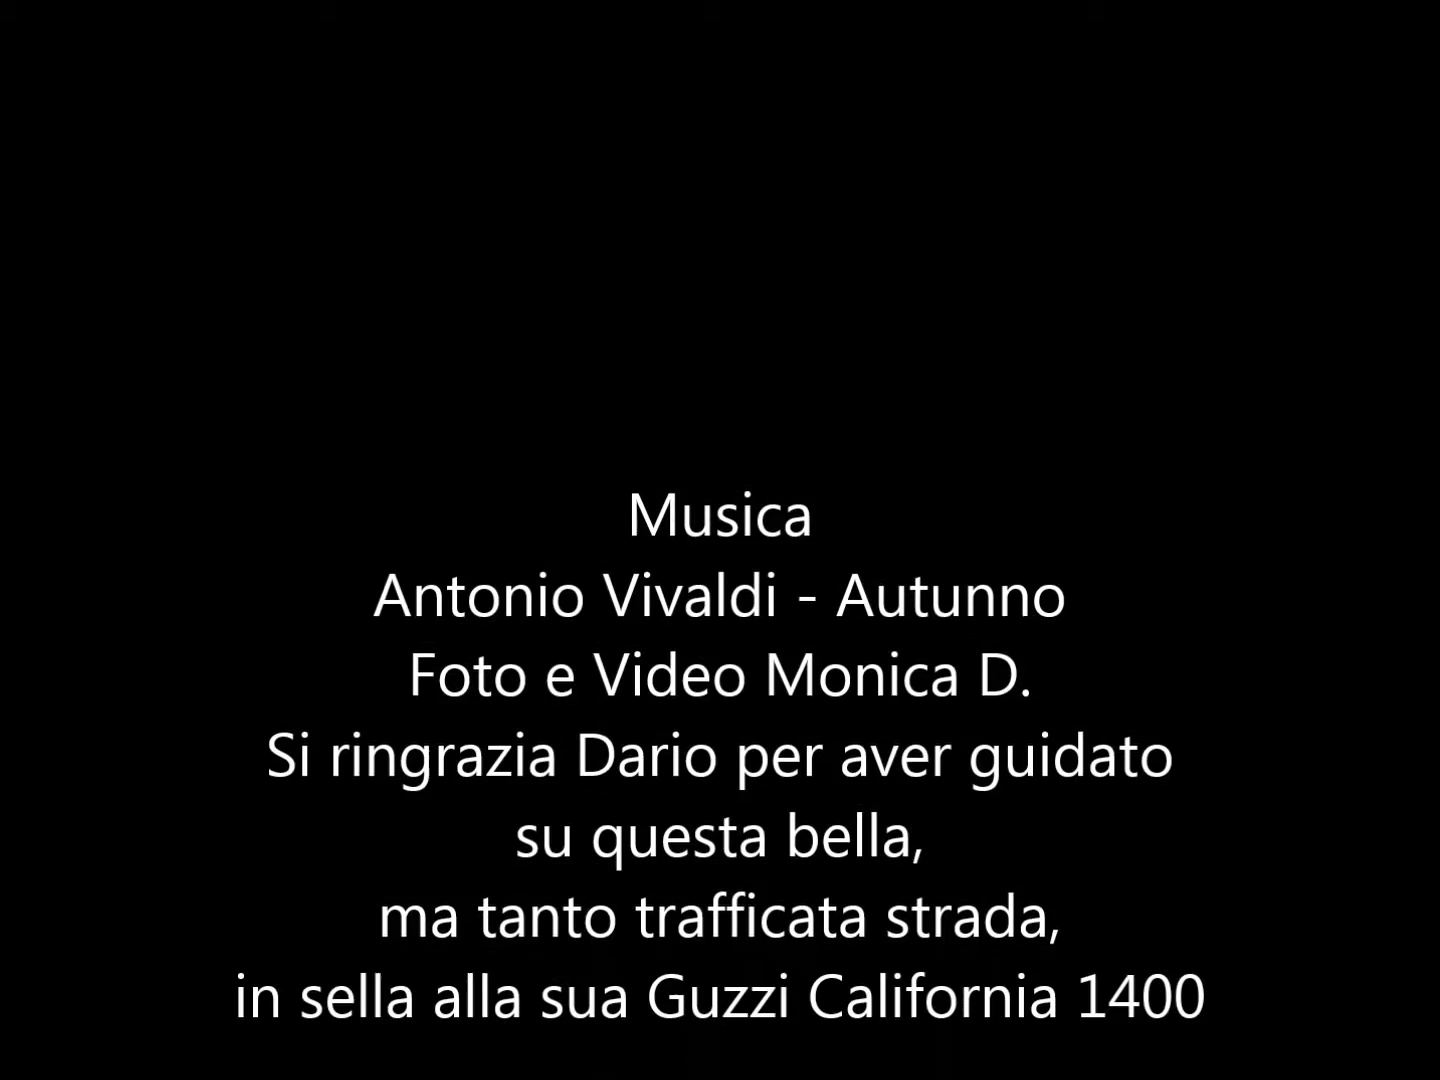 Musica
Antonio Vivaldi - Autunno
Foto e Video Monica D.
Si ringrazia Dario per aver guidato
su questa bella,
ma tanto trafficata strada,
in sella alla sua Guzzi California 1400